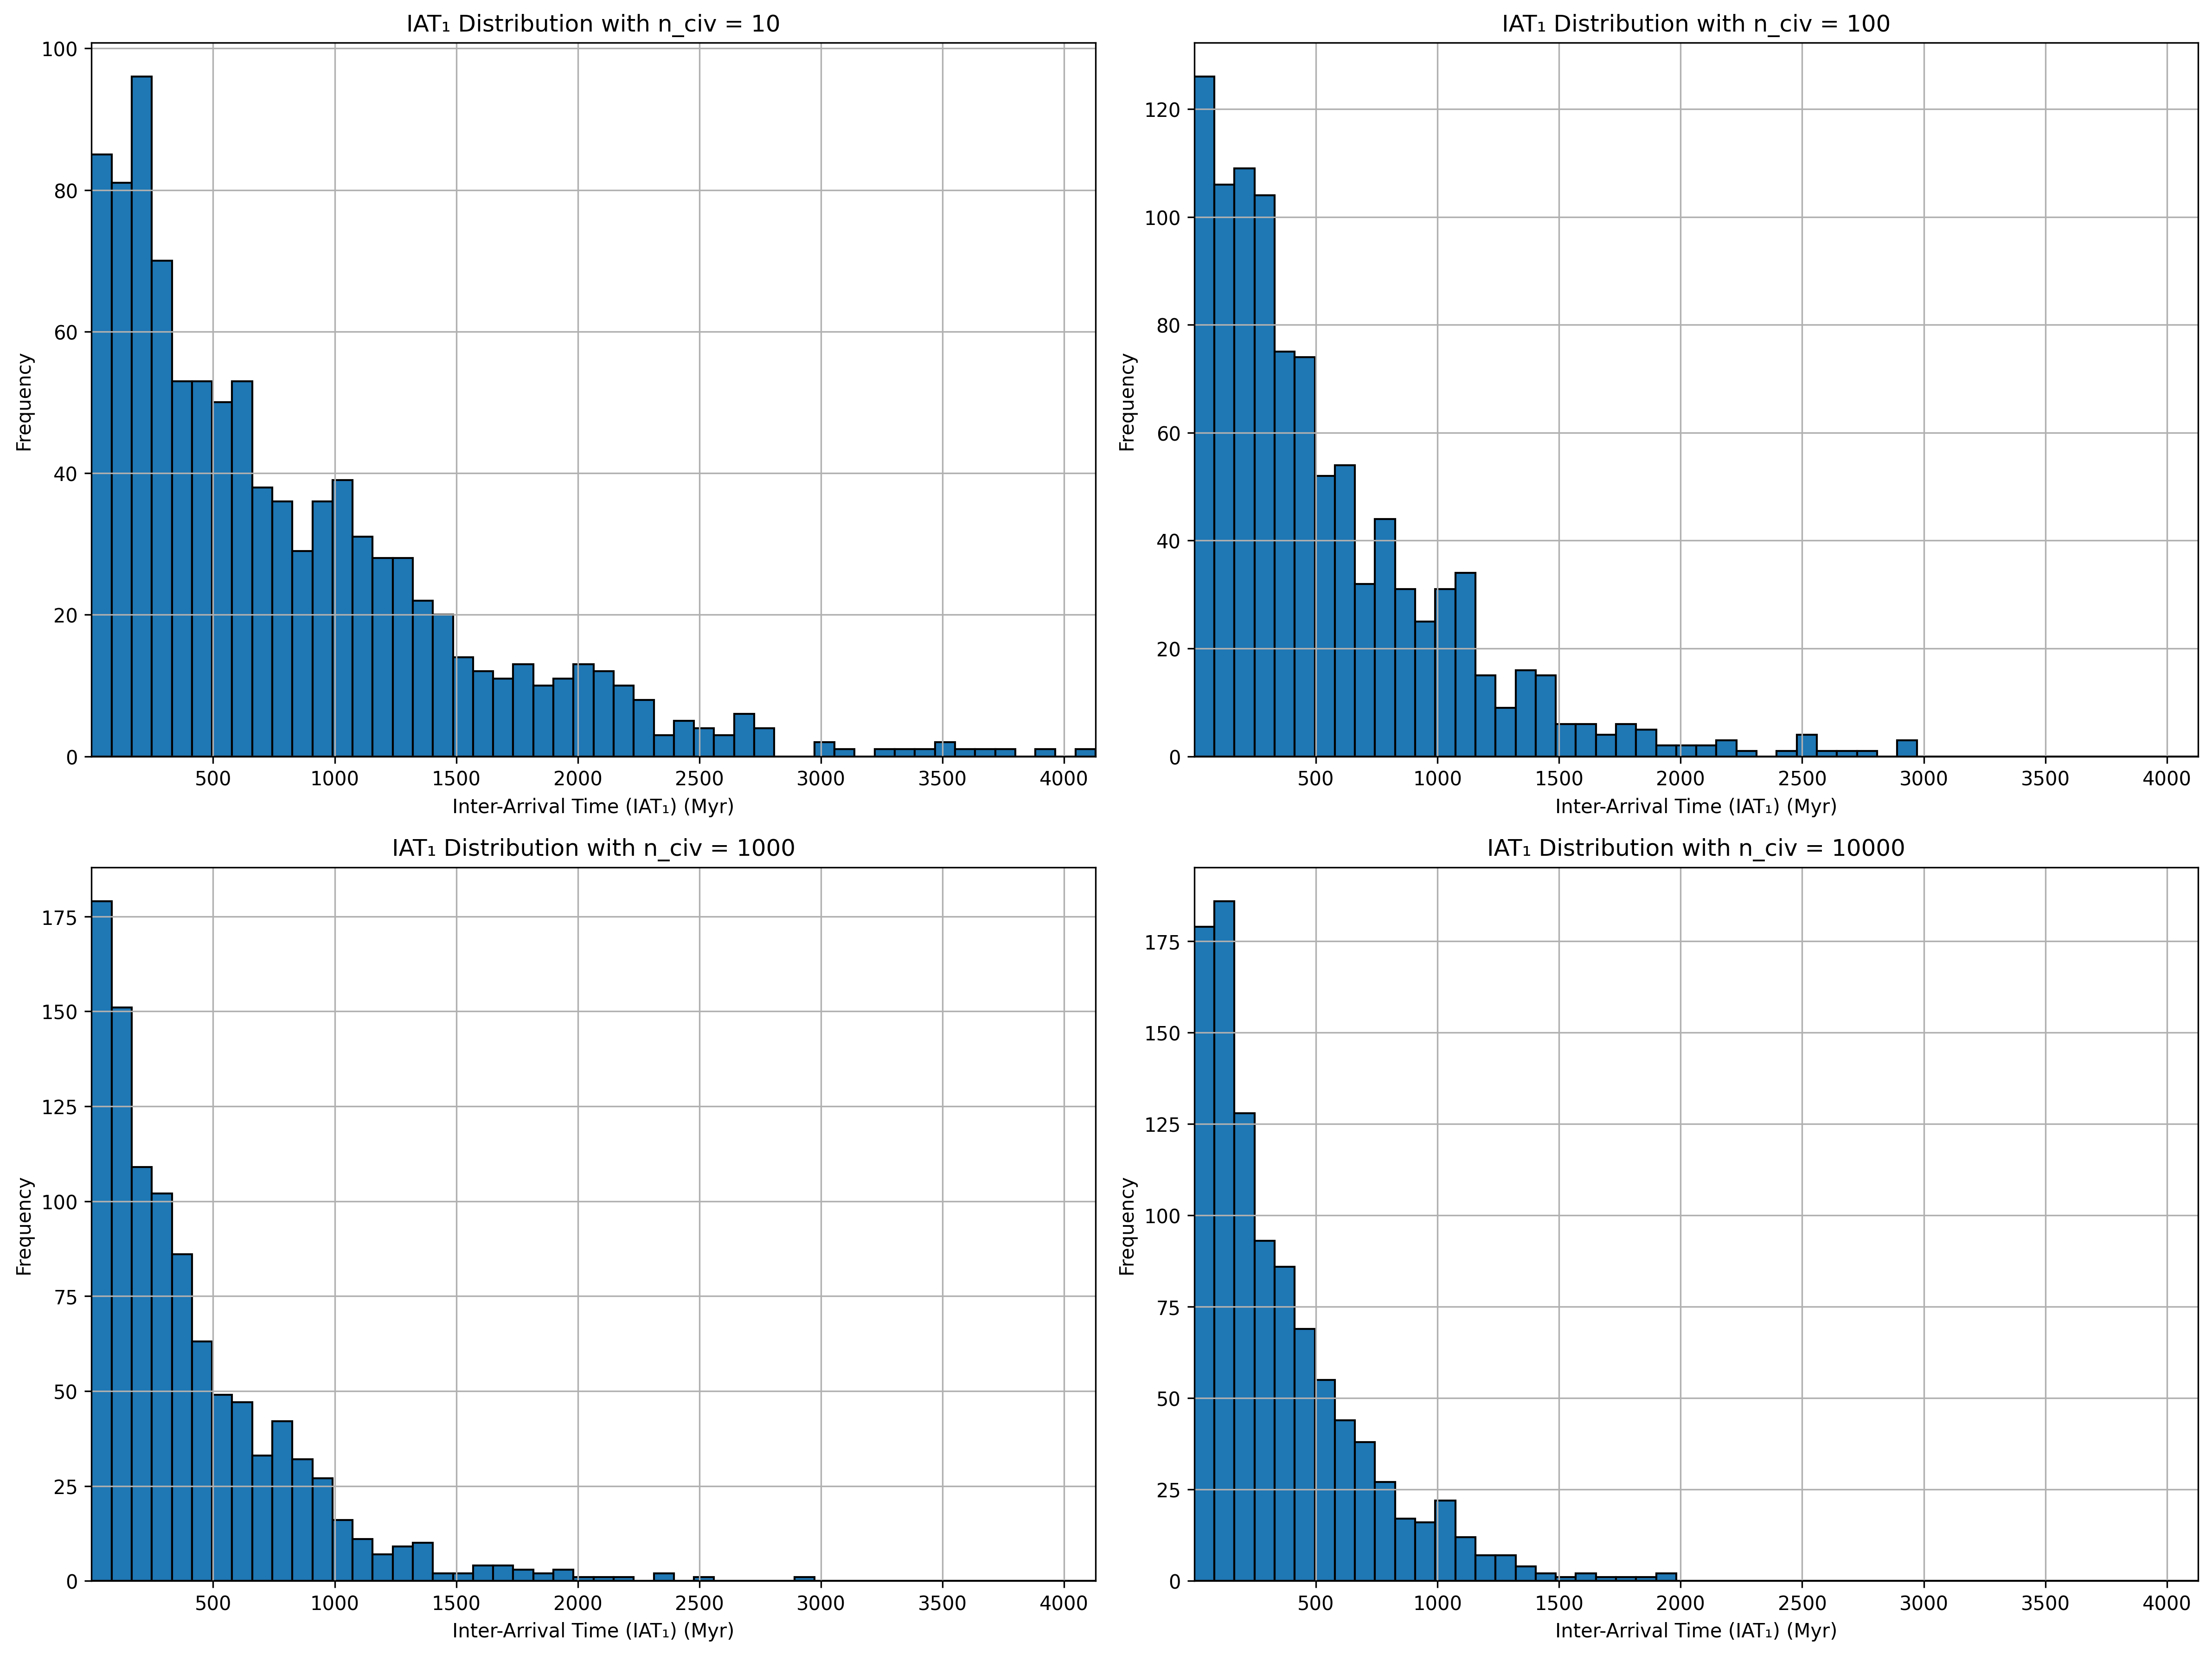 IAT₁ Distribution with n_civ = 10
100
80
60
40
20
0
Frequency
500 1000 1500 2000 2500 3000 3500 4000
Inter-Arrival Time (IAT₁) (Myr)
IAT₁ Distribution with n_civ = 100
120
100
80
60
40
20
0
Frequency
500 1000 1500 2000 2500 3000 3500 4000
Inter-Arrival Time (IAT₁) (Myr)
IAT₁ Distribution with n_civ = 1000
175
150
125
100
75
50
25
0
Frequency
500 1000 1500 2000 2500 3000 3500 4000
Inter-Arrival Time (IAT₁) (Myr)
IAT₁ Distribution with n_civ = 10000
175
150
125
100
75
50
25
0
Frequency
500 1000 1500 2000 2500 3000 3500 4000
Inter-Arrival Time (IAT₁) (Myr)